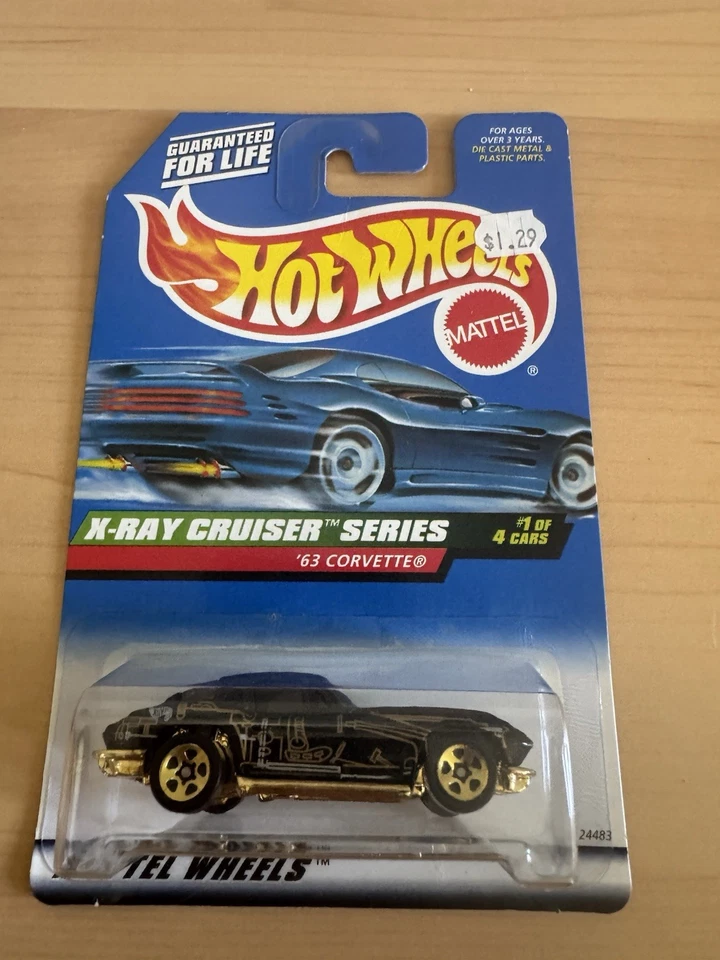 GUARANTEED
FOR LIFE
FOR AGES
OVER 3 YEARS.
DIE CAST METAL &
PLASTIC PARTS.
HOT WHEELS
$1.29
MATTEL
®
X-RAY CRUISER™ SERIES
#1 OF
4 CARS
'63 CORVETTE®
24483
TEL WHEELS™